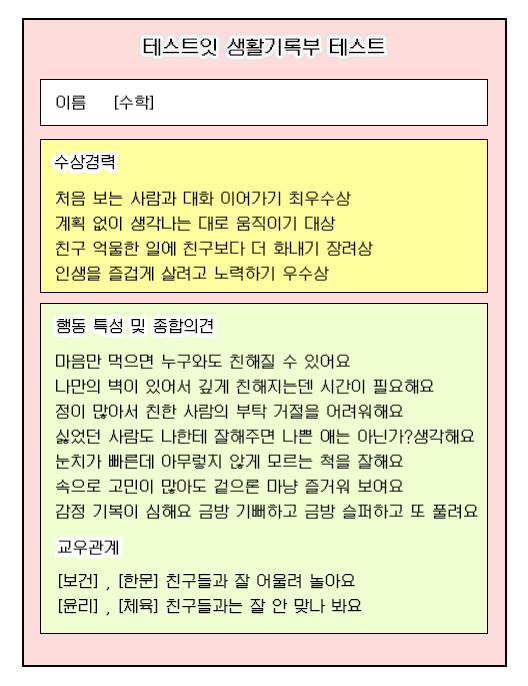 테스트잇 생활기록부 테스트
이름 [수학]
수상경력
처음 보는 사람과 대화 이어가기 최우수상
계획 없이 생각나는 대로 움직이기 대상
친구 억울한 일에 친구보다 더 화내기 장려상
인생을 즐겁게 살려고 노력하기 우수상
행동 특성 및 종합의견
마음만 먹으면 누구와도 친해질 수 있어요
나만의 벽이 있어서 깊게 친해지는덴 시간이 필요해요
정이 많아서 친한 사람의 부탁 거절을 어려워해요
싫었던 사람도 나한테 잘해주면 나쁜 애는 아닌가?생각해요
눈치가 빠른데 아무렇지 않게 모르는 척을 잘해요
속으로 고민이 많아도 겉으론 마냥 즐거워 보여요
감정 기복이 심해요 금방 기뻐하고 금방 슬퍼하고 또 풀려요
교우관계
[보건] , [한문] 친구들과 잘 어울려 놀아요
[윤리] , [체육] 친구들과는 잘 안 맞나 봐요